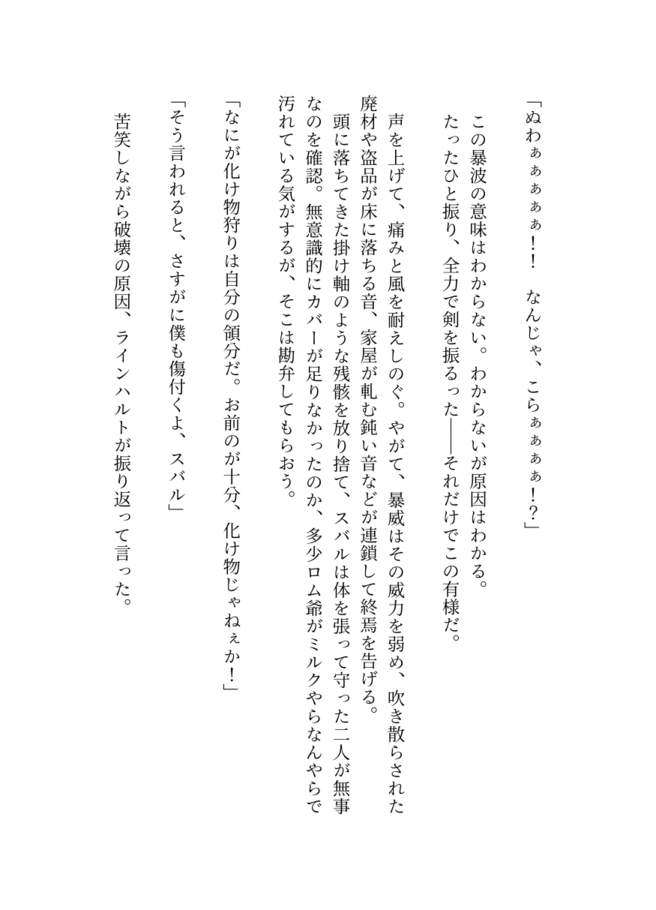 「ぬわぁぁぁぁぁ!!　なんじゃ、こらぁぁぁぁ!?」
この暴波の意味はわからない。わからないが原因はわかる。
たったひと振り、全力で剣を振るった――それだけでこの有様だ。
声を上げて、痛みと風を耐えしのぐ。やがて、暴威はその威力を弱め、吹き散らされた
廃材や盗品が床に落ちる音、家屋が軋む鈍い音などが連鎖して終焉を告げる。
頭に落ちてきた掛け軸のような残骸を放り捨て、スバルは体を張って守った二人が無事
なのを確認。無意識的にカバーが足りなかったのか、多少ロム爺がミルクやらなんやらで
汚れている気がするが、そこは勘弁してもらおう。
「なにが化け物狩りは自分の領分だ。お前のが十分、化け物じゃねぇか!」
「そう言われると、さすがに僕も傷付くよ、スバル」
苦笑しながら破壊の原因、ラインハルトが振り返って言った。